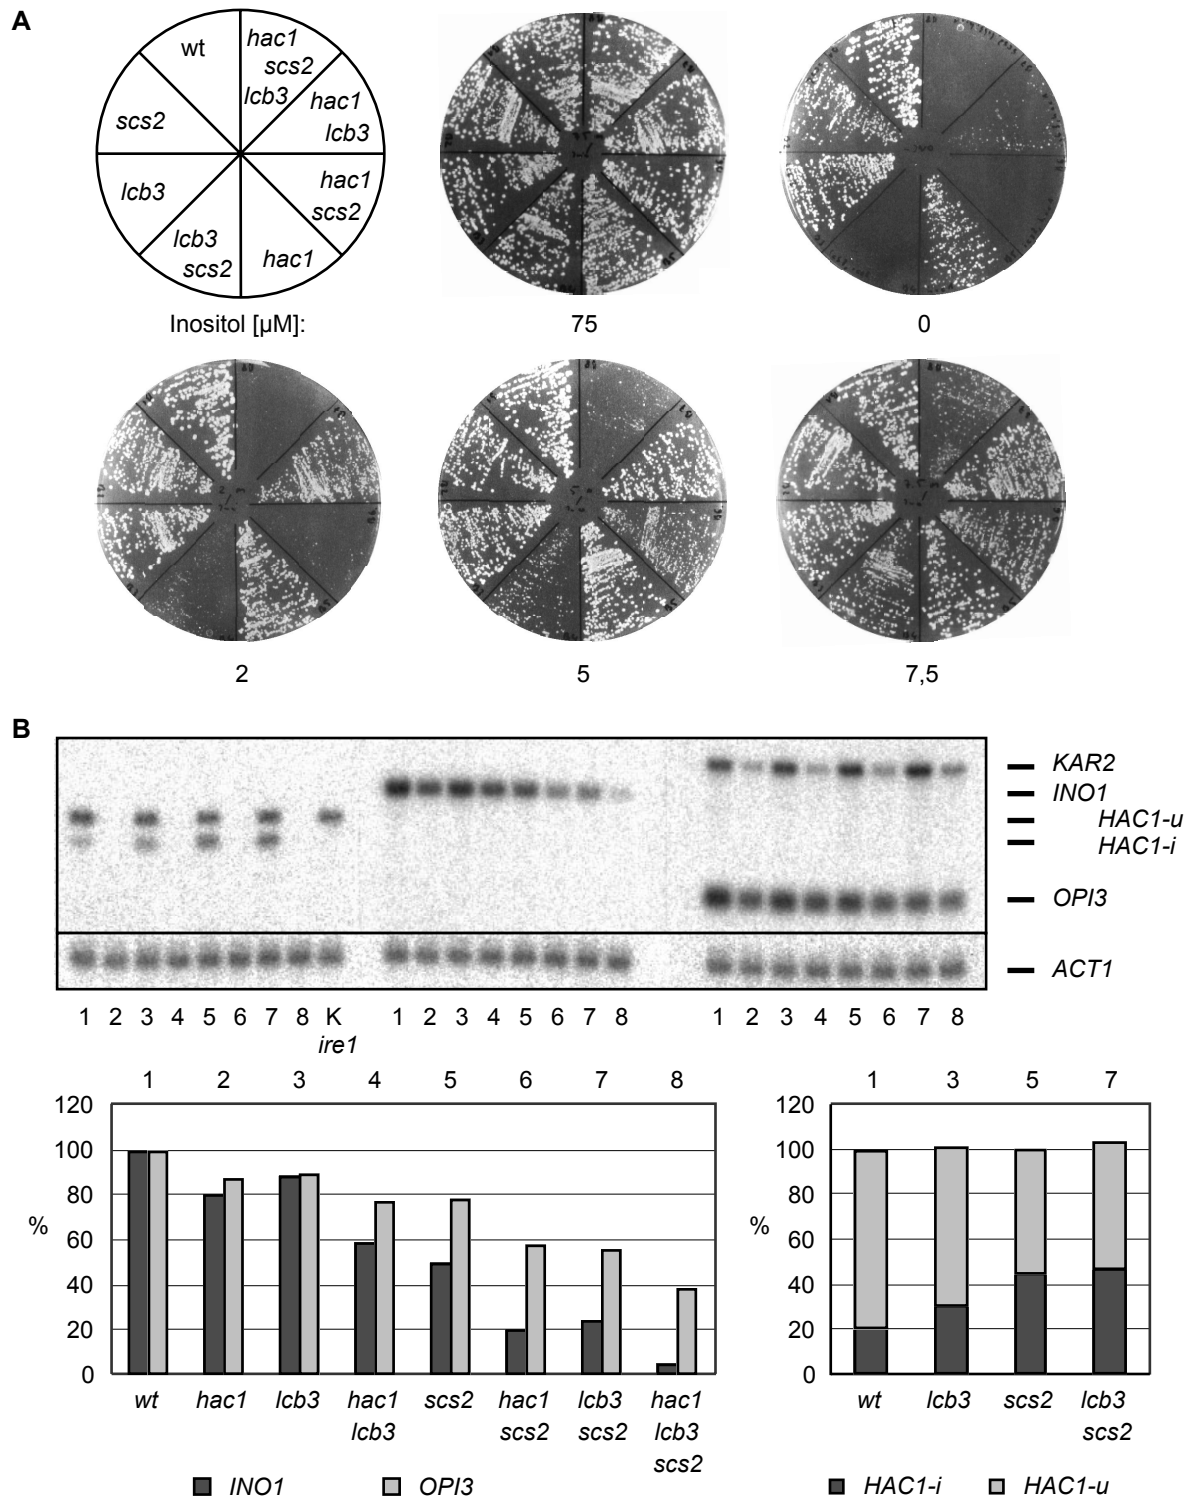 A
wt
hac1
scs2
lcb3
hac1
lcb3
scs2
hac1
scs2
lcb3
lcb3
scs2
hac1
Inositol [µM]:
75
0
2
5
7,5
B
KAR2
INO1
HAC1-u
HAC1-i
OPI3
ACT1
1 2 3 4 5 6 7 8 K 1 2 3 4 5 6 7 8 1 2 3 4 5 6 7 8
ire1
1 2 3 4 5 6 7 8
120
100
80
60
%
40
20
0
wt hac1 lcb3 hac1 scs2 hac1 lcb3 hac1
lcb3 scs2 scs2 lcb3
scs2
INO1 OPI3
1 3 5 7
120
100
80
60
%
40
20
0
wt lcb3 scs2 lcb3
scs2
HAC1-i HAC1-u